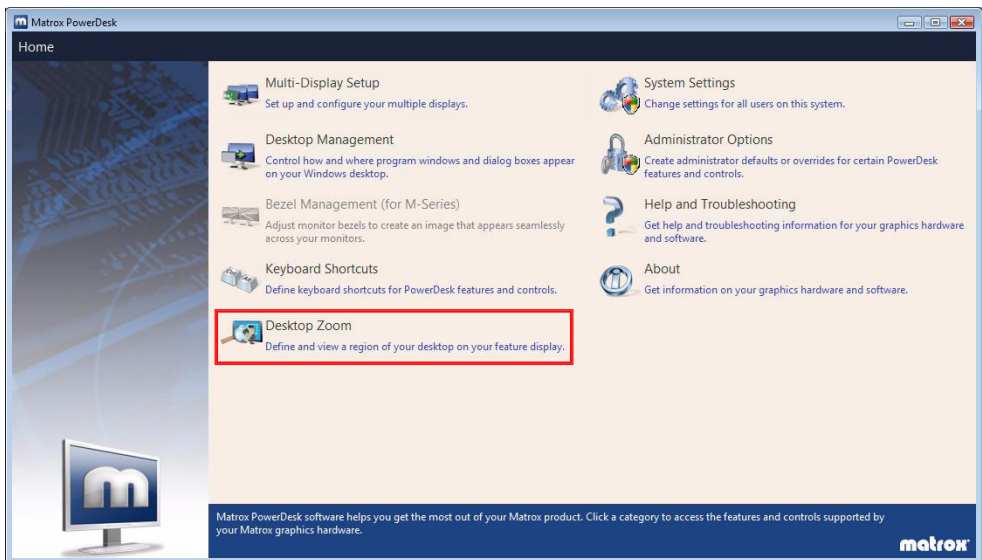 Matrox PowerDesk
Home
Multi-Display Setup
Set up and configure your multiple displays.
Desktop Management
Control how and where program windows and dialog boxes appear
on your Windows desktop.
Bezel Management (for M-Series)
Adjust monitor bezels to create an image that appears seamlessly
across your monitors.
Keyboard Shortcuts
Define keyboard shortcuts for PowerDesk features and controls.
Desktop Zoom
Define and view a region of your desktop on your feature display.
System Settings
Change settings for all users on this system.
Administrator Options
Create administrator defaults or overrides for certain PowerDesk
features and controls.
Help and Troubleshooting
Get help and troubleshooting information for your graphics hardware
and software.
About
Get information on your graphics hardware and software.
m
Matrox PowerDesk software helps you get the most out of your Matrox product. Click a category to access the features and controls supported by
your Matrox graphics hardware.
matrox